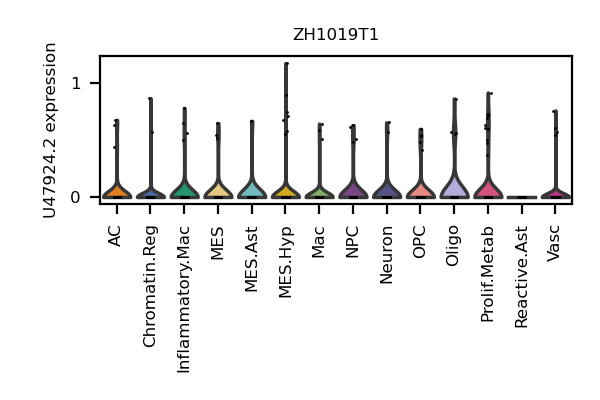 ZH1019T1
U47924.2 expression
1
0
AC
Chromatin.Reg
Inflammatory.Mac
MES
MES.Ast
MES.Hyp
Mac
NPC
Neuron
OPC
Oligo
Prolif.Metab
Reactive.Ast
Vasc